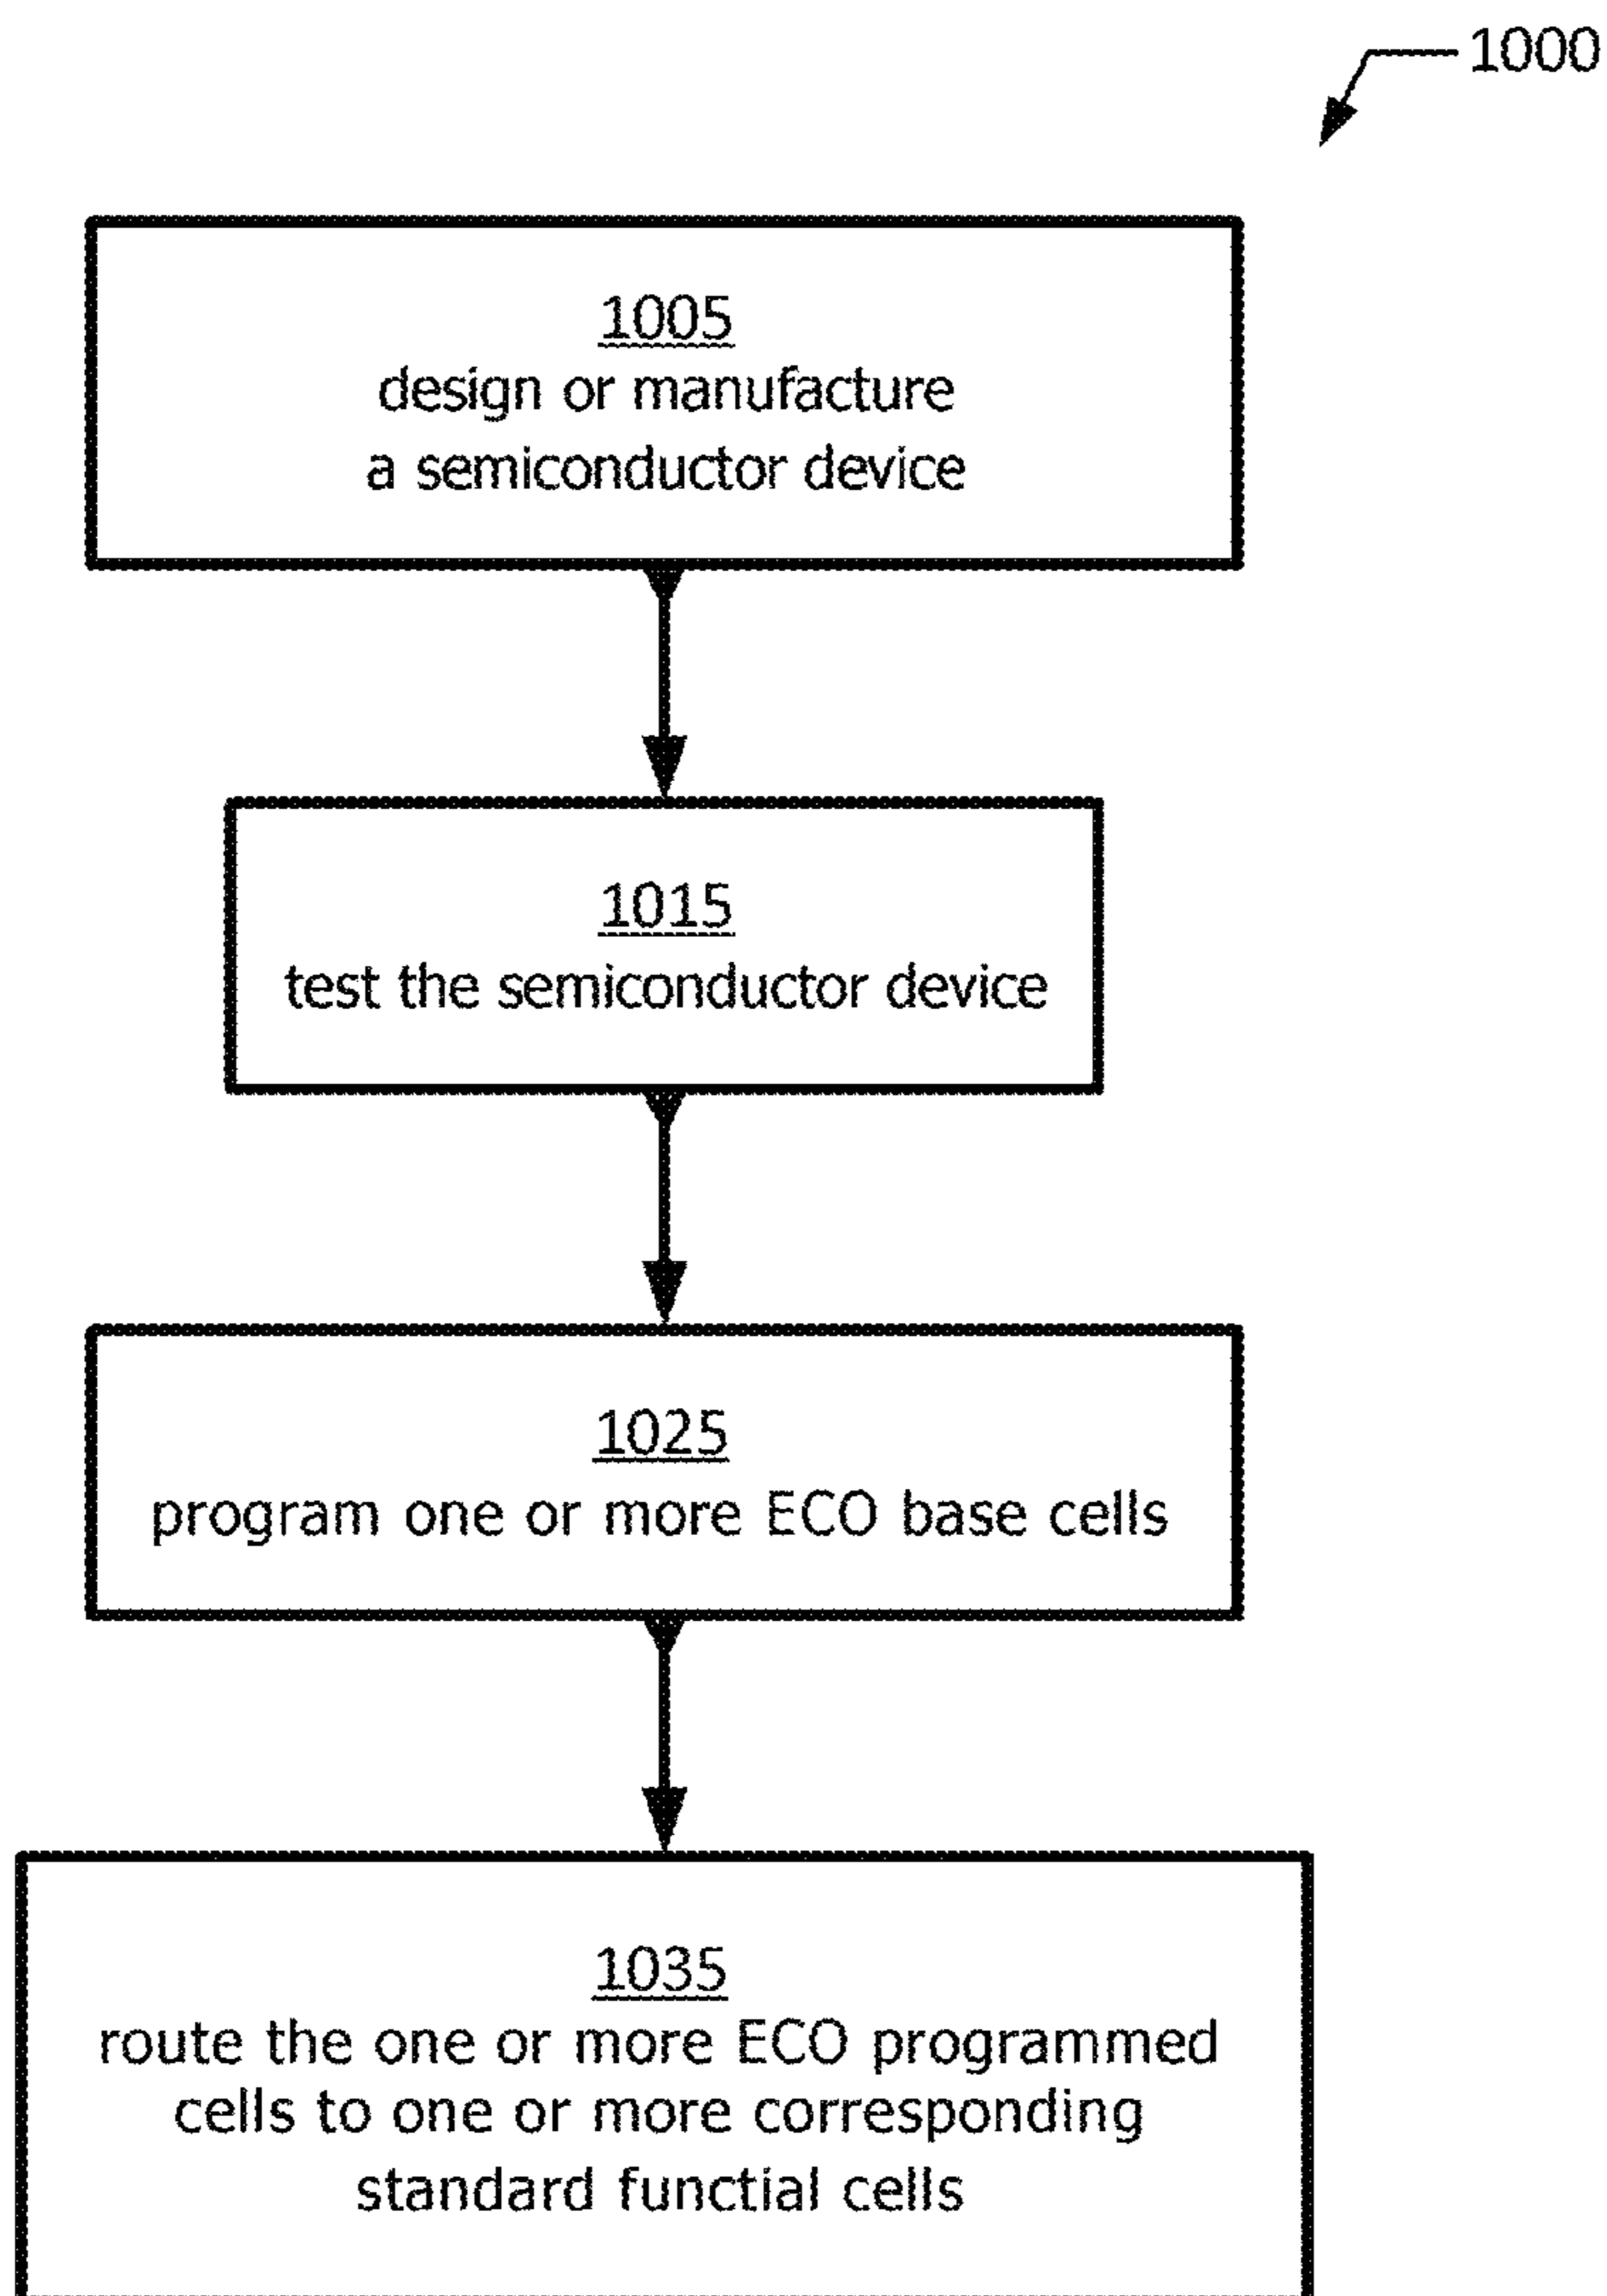 1000
1005
design or manufacture
a semiconductor device
1015
test the semiconductor device
1025
program one or more ECO base cells
1035
route the one or more ECO programmed
cells to one or more corresponding
standard functial cells